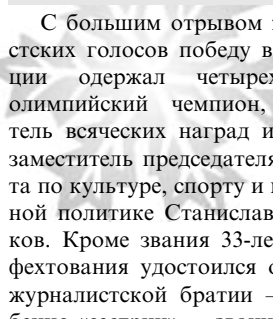 С большим отрывом
стских голосов победу в
ции одержал четырех
олимпийский чемпион,
тель всяческих наград и
заместитель председателя
та по культуре, спорту и
ной политике Станислав
ков. Кроме звания 33-ле
фехтования удостоился
журналистской братии –